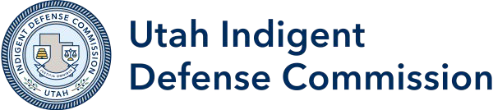 INDIGENT DEFENSE COMMISSION
UTAH
Utah Indigent
Defense Commission